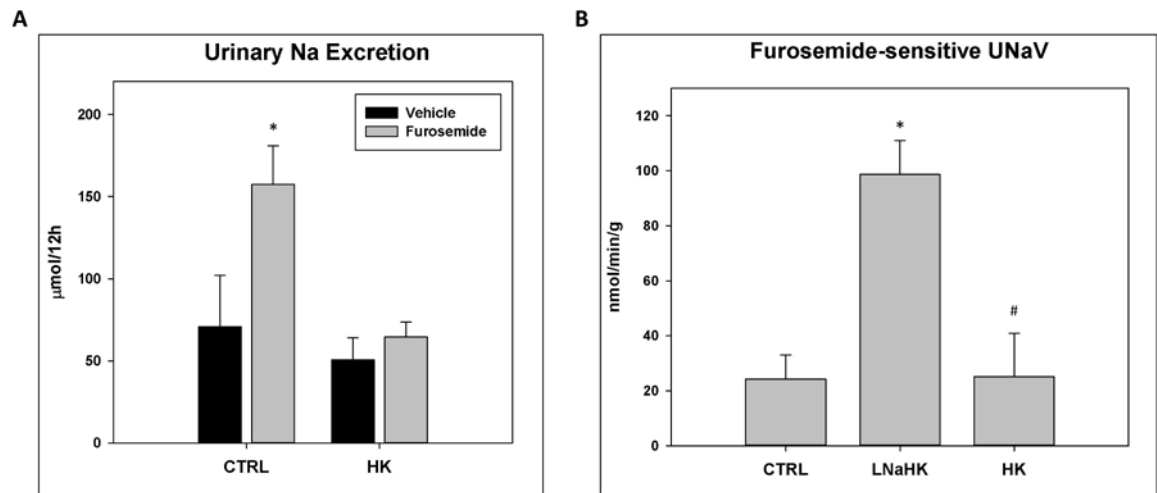 A
Urinary Na Excretion
Vehicle
Furosemide
200
150
100
50
0
μmol/12h
*
CTRL HK
B
Furosemide-sensitive UNaV
120
100
80
60
40
20
0
nmol/min/g
*
#
CTRL LNaHK HK